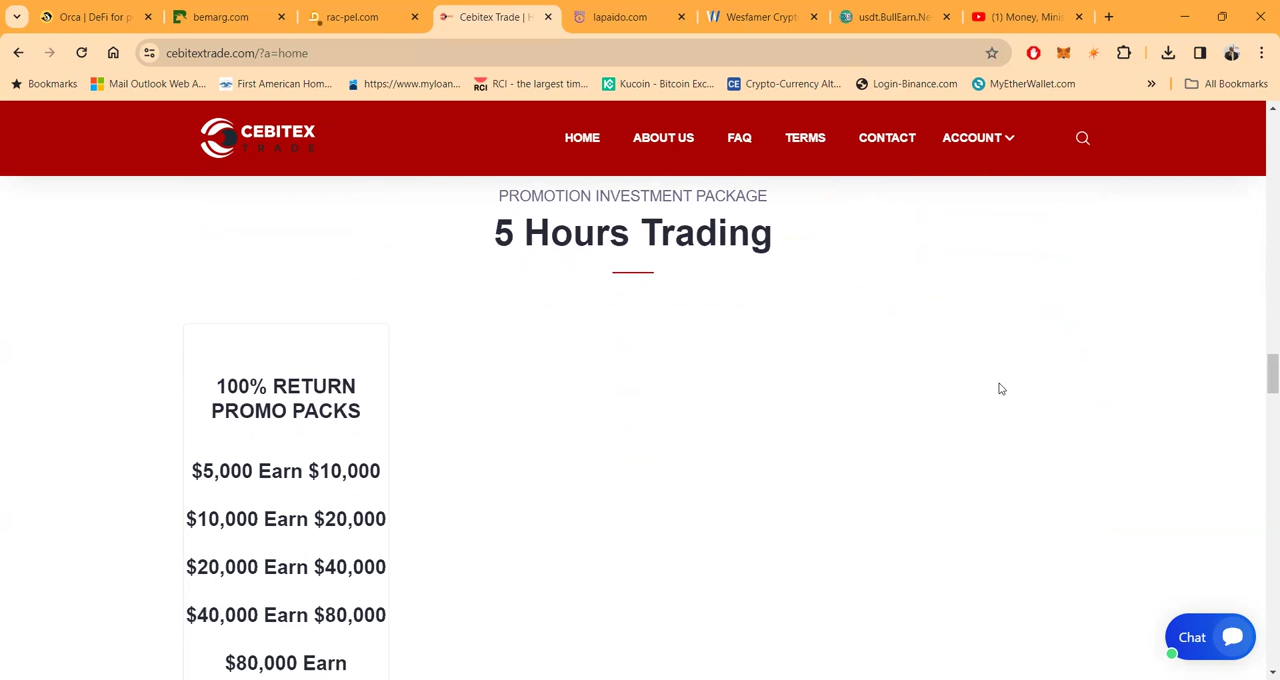 Orca | DeFi for p
bemarg.com
rac-pel.com
Cebitex Trade | H
lapaido.com
Wesfamer Crypt
usdt.BullEarn.Ne
(1) Money, Minis
cebitextrade.com/?a=home
Bookmarks
Mail Outlook Web A...
First American Hom...
https://www.myloan...
RCI
RCI - the largest tim...
Kucoin - Bitcoin Exc...
CE
Crypto-Currency Alt...
Login-Binance.com
MyEtherWallet.com
»
All Bookmarks
CEBITEX
TRADE
HOME
ABOUT US
FAQ
TERMS
CONTACT
ACCOUNT
PROMOTION INVESTMENT PACKAGE
5 Hours Trading
100% RETURN
PROMO PACKS
$5,000 Earn $10,000
$10,000 Earn $20,000
$20,000 Earn $40,000
$40,000 Earn $80,000
$80,000 Earn
Chat